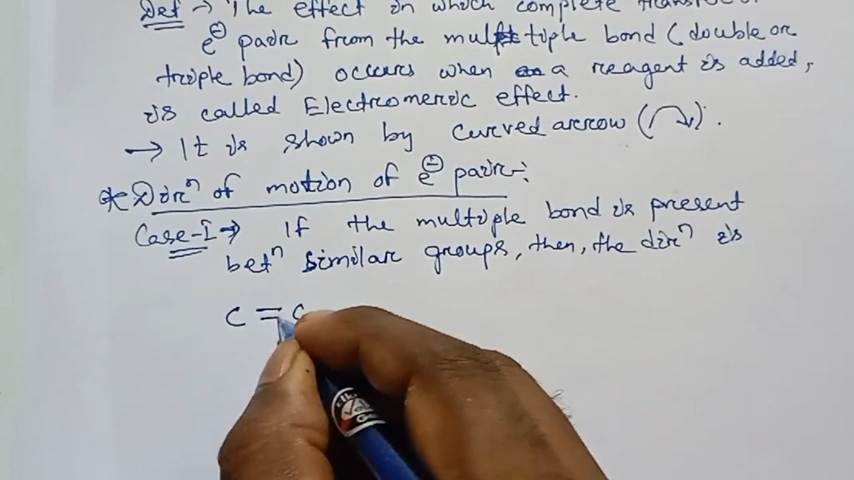 Def → The effect in which complete transfer of
e⊖ pair from the multiple bond (double or
triple bond) occurs when a reagent is added,
is called Electromeric effect.
→ It is shown by curved arrow (⤵).
* Dirⁿ of motion of e⊖ pair:
Case-I → If the multiple bond is present
betⁿ similar groups, then, the dirⁿ is
C = C